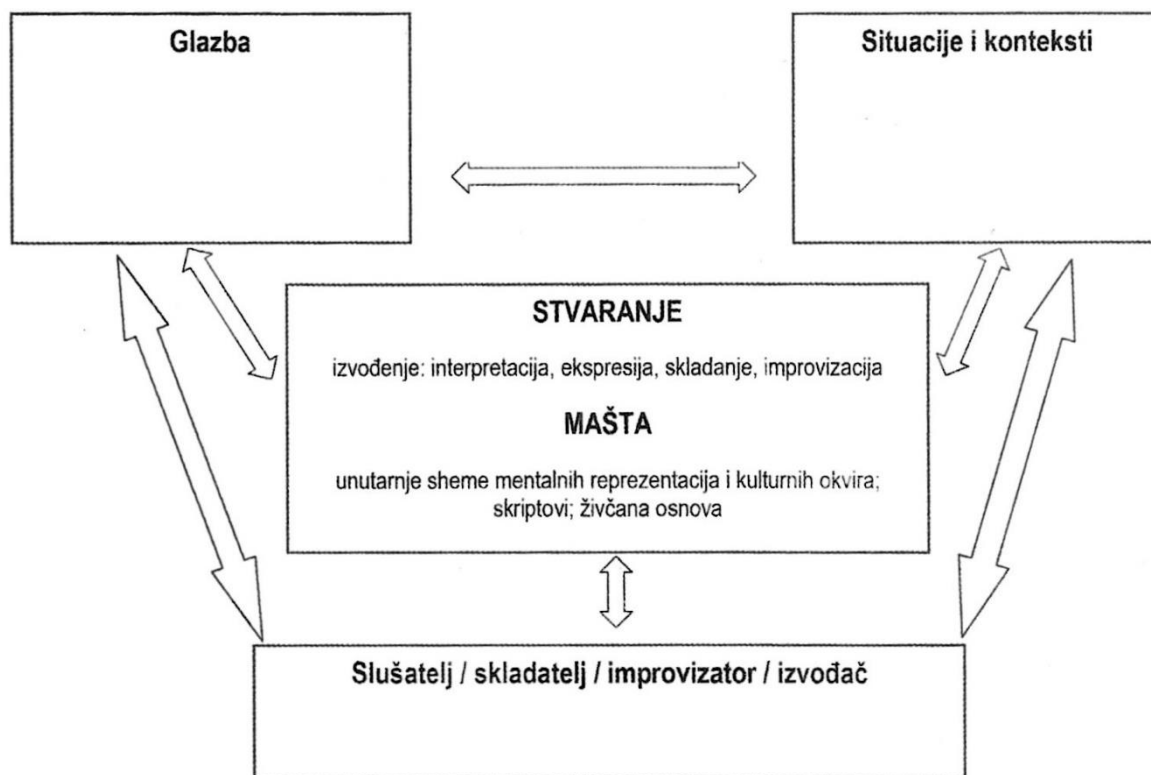 Glazba
Situacije i konteksti
STVARANJE
izvođenje: interpretacija, ekspresija, skladanje, improvizacija
MAŠTA
unutarnje sheme mentalnih reprezentacija i kulturnih okvira;
skriptovi; živčana osnova
Slušatelj / skladatelj / improvizator / izvođač